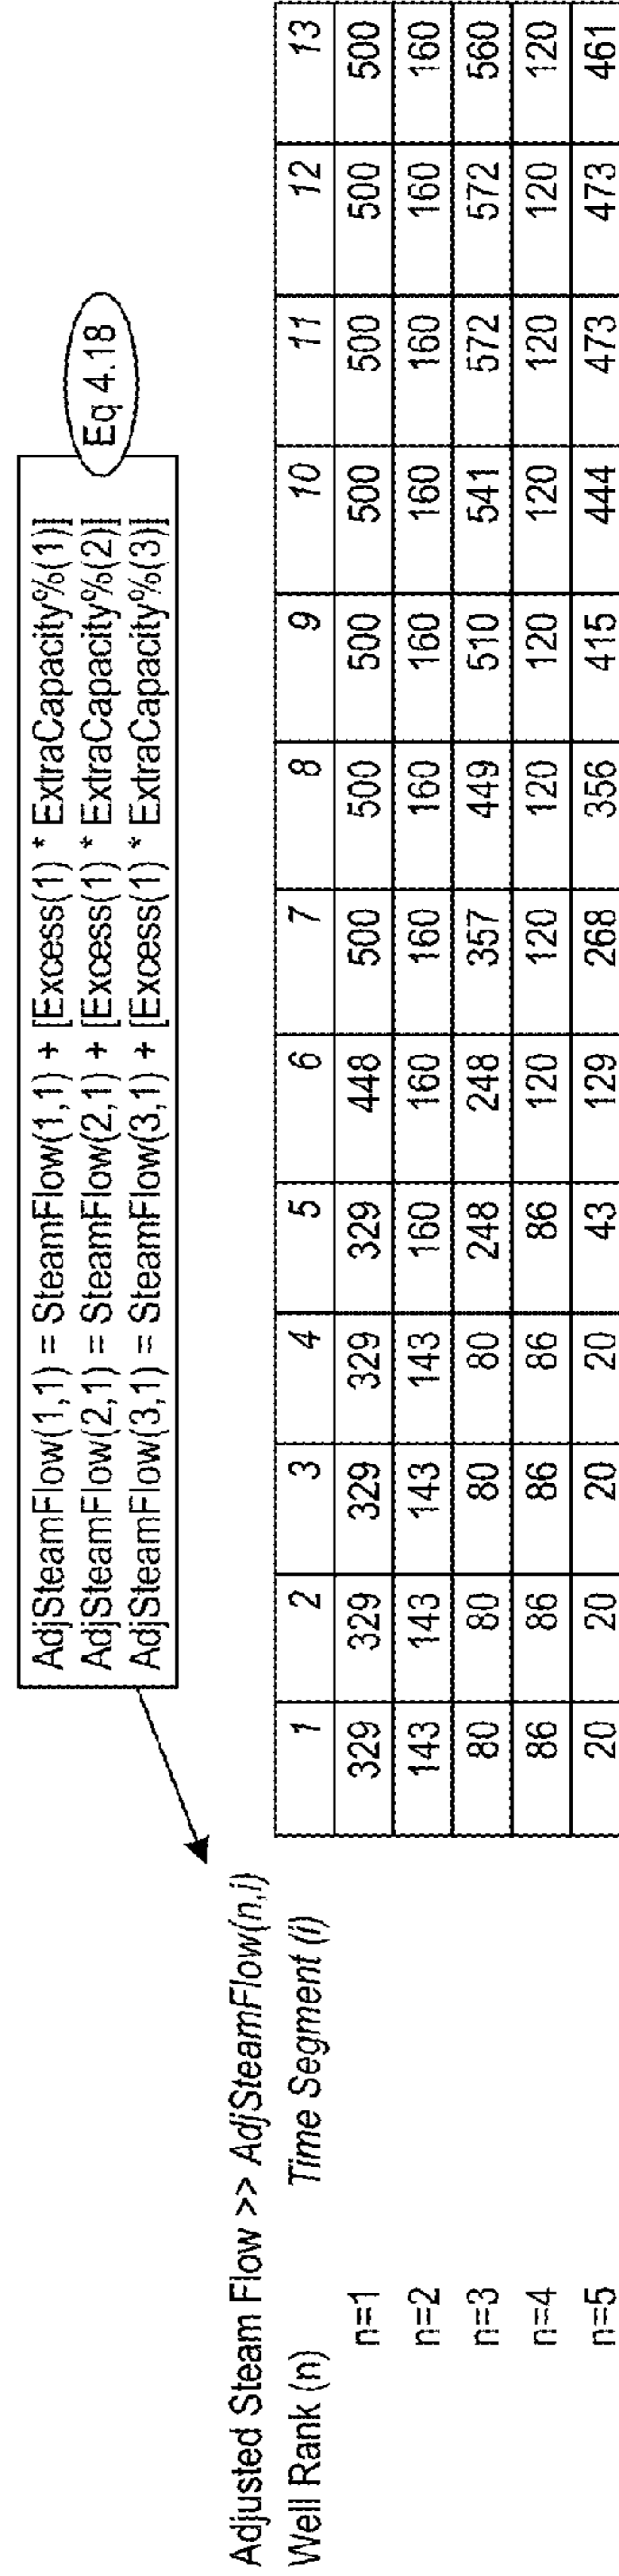 AdjSteamFlow(1,1) = SteamFlow(1,1) + [Excess(1) * ExtraCapacity%(1)]
AdjSteamFlow(2,1) = SteamFlow(2,1) + [Excess(1) * ExtraCapacity%(2)]
AdjSteamFlow(3,1) = SteamFlow(3,1) + [Excess(1) * ExtraCapacity%(3)]
Eq 4.18
Adjusted Steam Flow >> AdjSteamFlow(n,i)
Well Rank (n) Time Segment (i) 1 2 3 4 5 6 7 8 9 10 11 12 13
n=1 329 329 329 329 329 448 500 500 500 500 500 500 500
n=2 143 143 143 143 160 160 160 160 160 160 160 160 160
n=3 80 80 80 80 248 248 357 449 510 541 572 572 560
n=4 86 86 86 86 86 120 120 120 120 120 120 120 120
n=5 20 20 20 20 43 129 268 356 415 444 473 473 461